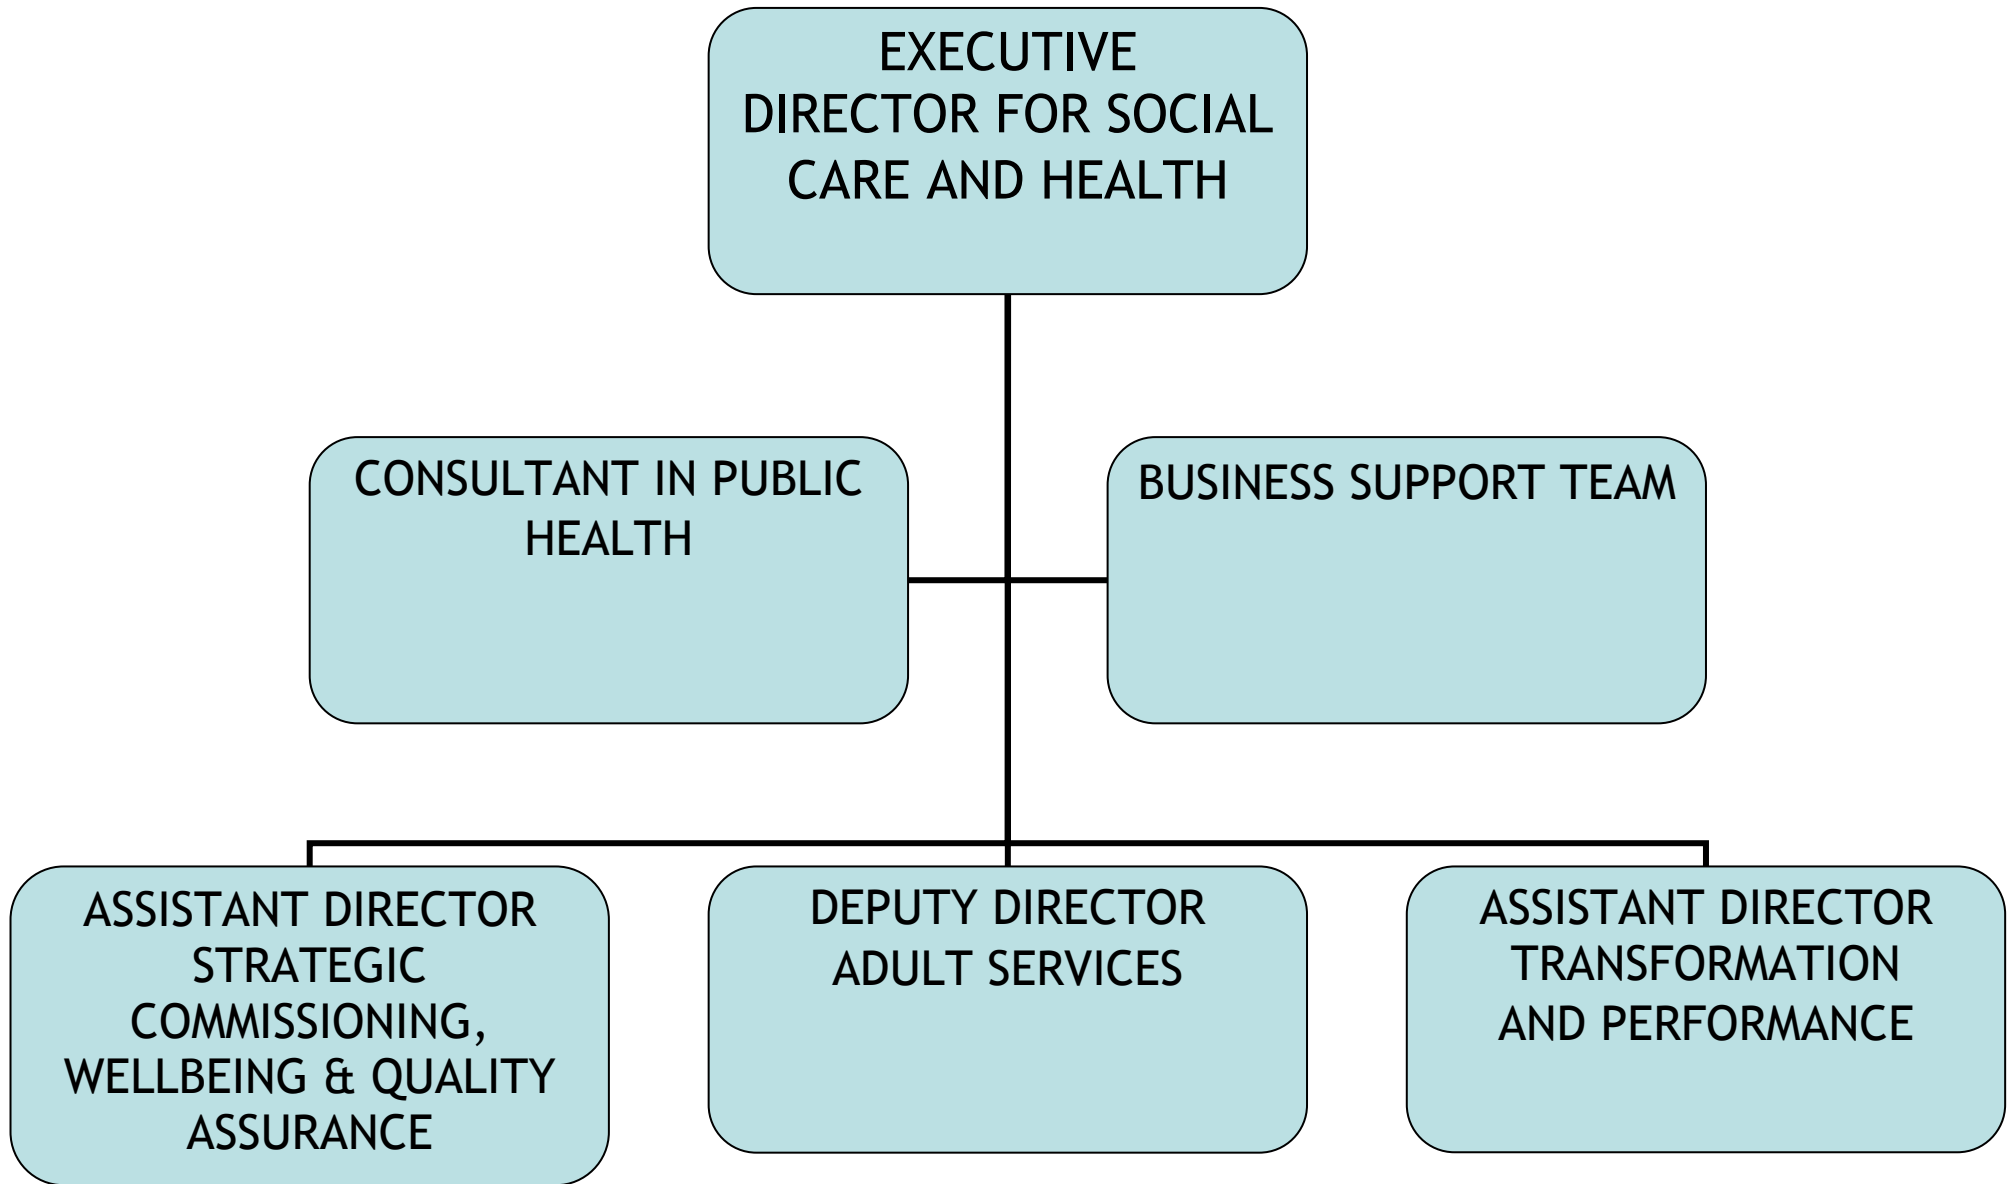 EXECUTIVE
DIRECTOR FOR SOCIAL
CARE AND HEALTH
CONSULTANT IN PUBLIC
HEALTH
BUSINESS SUPPORT TEAM
ASSISTANT DIRECTOR
STRATEGIC
COMMISSIONING,
WELLBEING & QUALITY
ASSURANCE
DEPUTY DIRECTOR
ADULT SERVICES
ASSISTANT DIRECTOR
TRANSFORMATION
AND PERFORMANCE